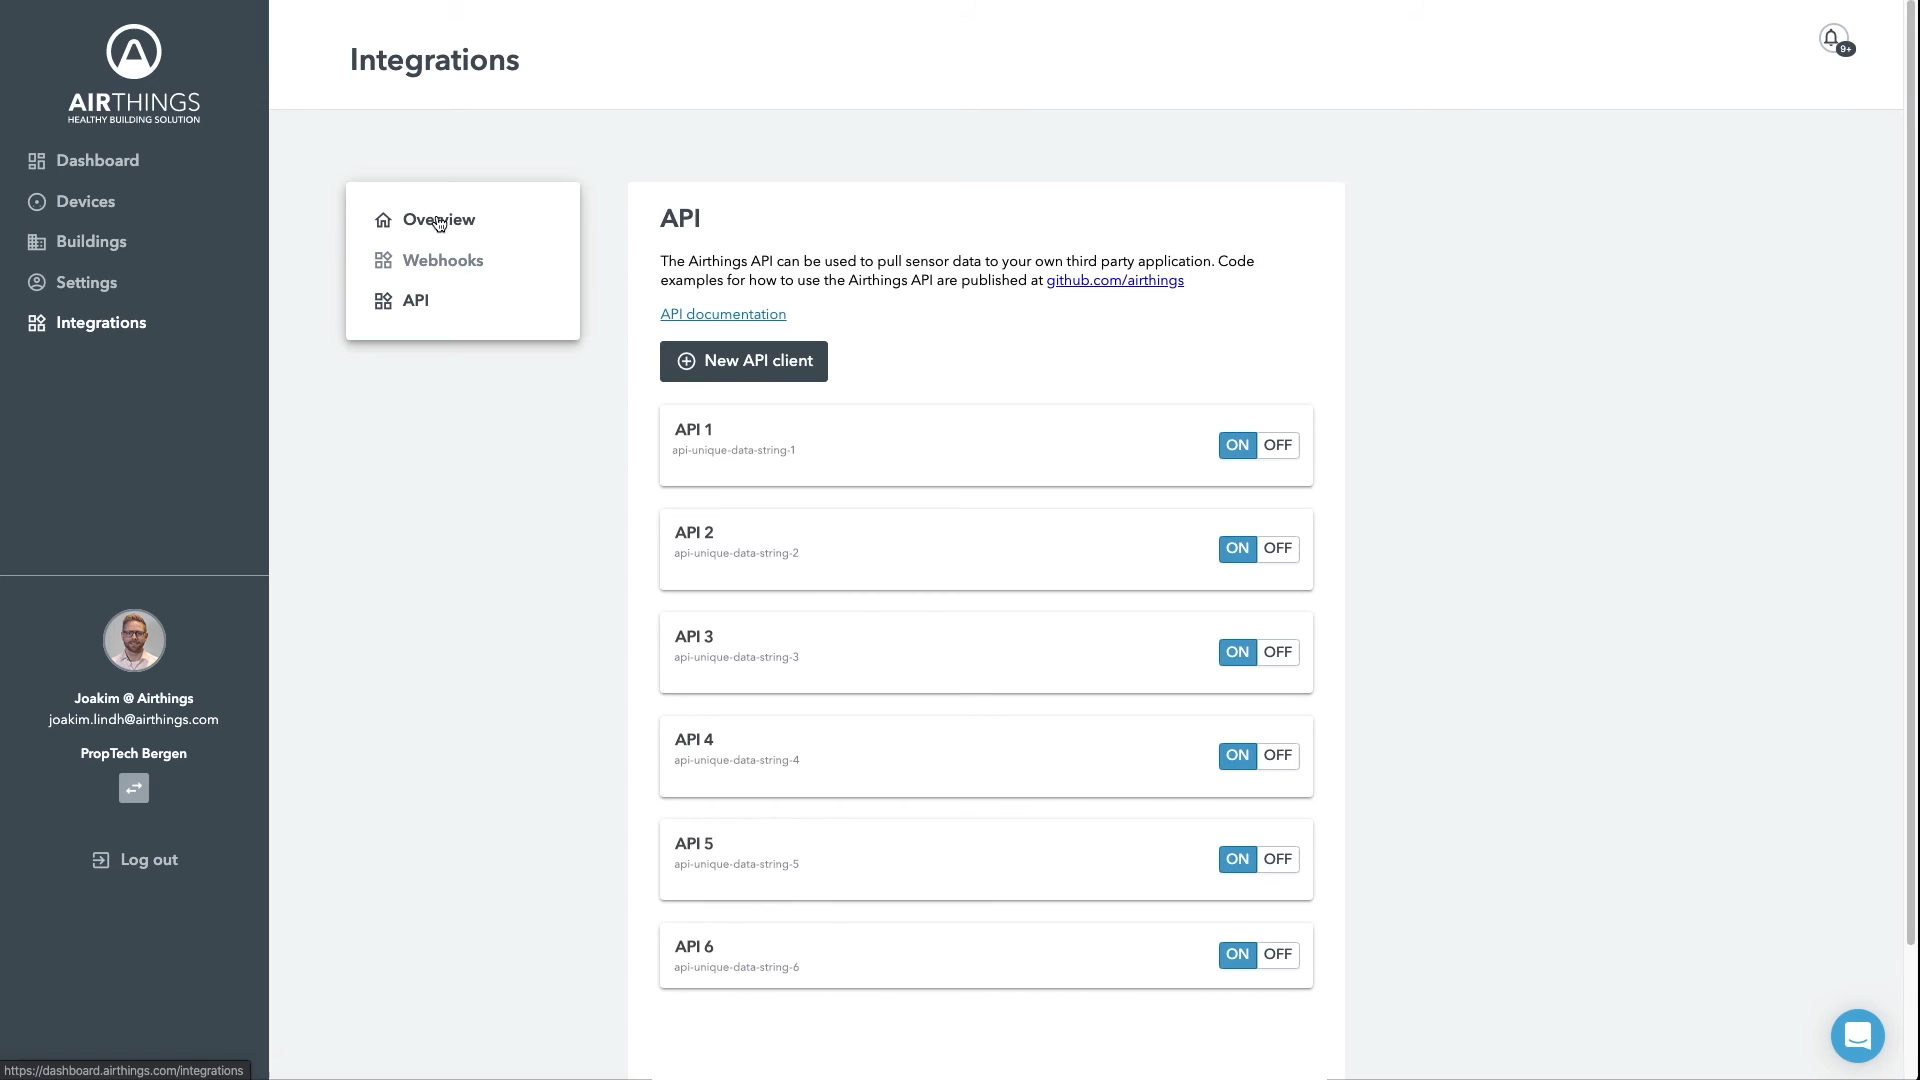 AIRTHINGS
HEALTHY BUILDING SOLUTION
Dashboard
Devices
Buildings
Settings
Integrations
Joakim @ Airthings
joakim.lindh@airthings.com
PropTech Bergen
Log out
https://dashboard.airthings.com/integrations
Integrations
9+
Overview
Webhooks
API
API
The Airthings API can be used to pull sensor data to your own third party application. Code
examples for how to use the Airthings API are published at github.com/airthings
API documentation
New API client
API 1
api-unique-data-string-1
ON OFF
API 2
api-unique-data-string-2
ON OFF
API 3
api-unique-data-string-3
ON OFF
API 4
api-unique-data-string-4
ON OFF
API 5
api-unique-data-string-5
ON OFF
API 6
api-unique-data-string-6
ON OFF